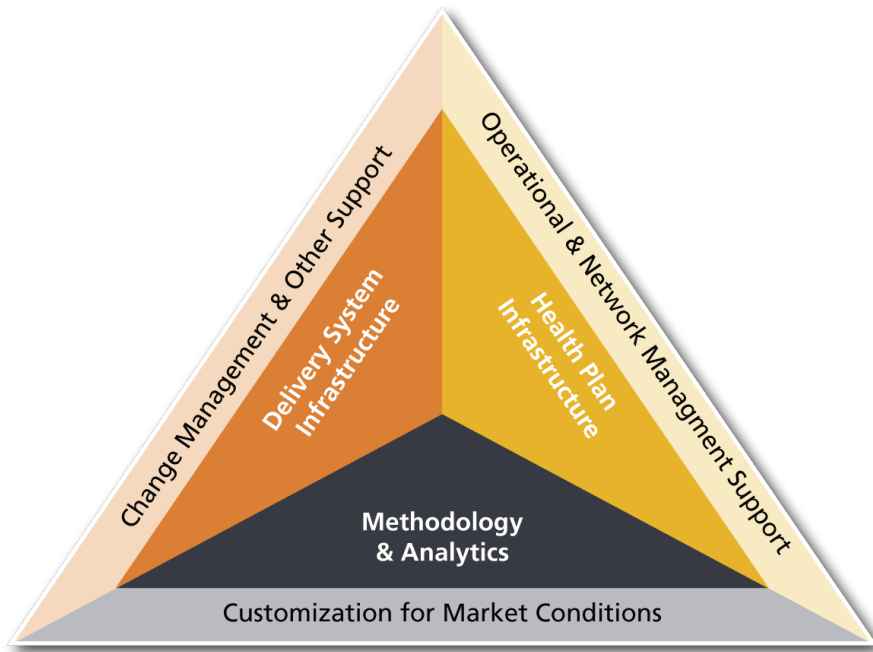 Change Management & Other Support
Operational & Network Managment Support
Delivery System
Infrastructure
Health Plan
Infrastructure
Methodology
& Analytics
Customization for Market Conditions